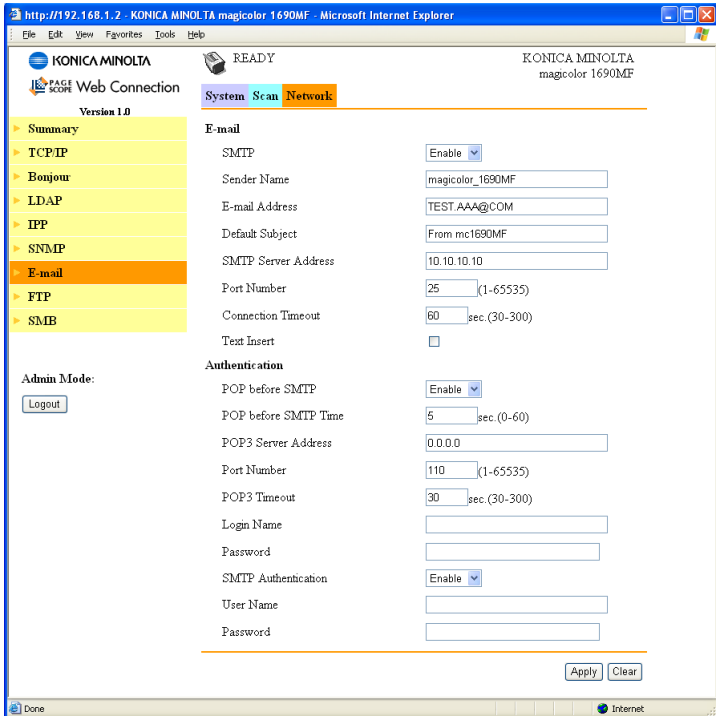 http://192.168.1.2 - KONICA MINOLTA magicolor 1690MF - Microsoft Internet Explorer
File Edit View Favorites Tools Help
KONICA MINOLTA
PAGE SCOPE Web Connection
Version 1.0
READY
KONICA MINOLTA
magicolor 1690MF
System Scan Network
Summary
TCP/IP
Bonjour
LDAP
IPP
SNMP
E-mail
FTP
SMB
Admin Mode:
Logout
E-mail
SMTP Enable
Sender Name magicolor_1690MF
E-mail Address TEST.AAA@COM
Default Subject From mc1690MF
SMTP Server Address 10.10.10.10
Port Number 25 (1-65535)
Connection Timeout 60 sec.(30-300)
Text Insert
Authentication
POP before SMTP Enable
POP before SMTP Time 5 sec.(0-60)
POP3 Server Address 0.0.0.0
Port Number 110 (1-65535)
POP3 Timeout 30 sec.(30-300)
Login Name
Password
SMTP Authentication Enable
User Name
Password
Apply Clear
Done Internet